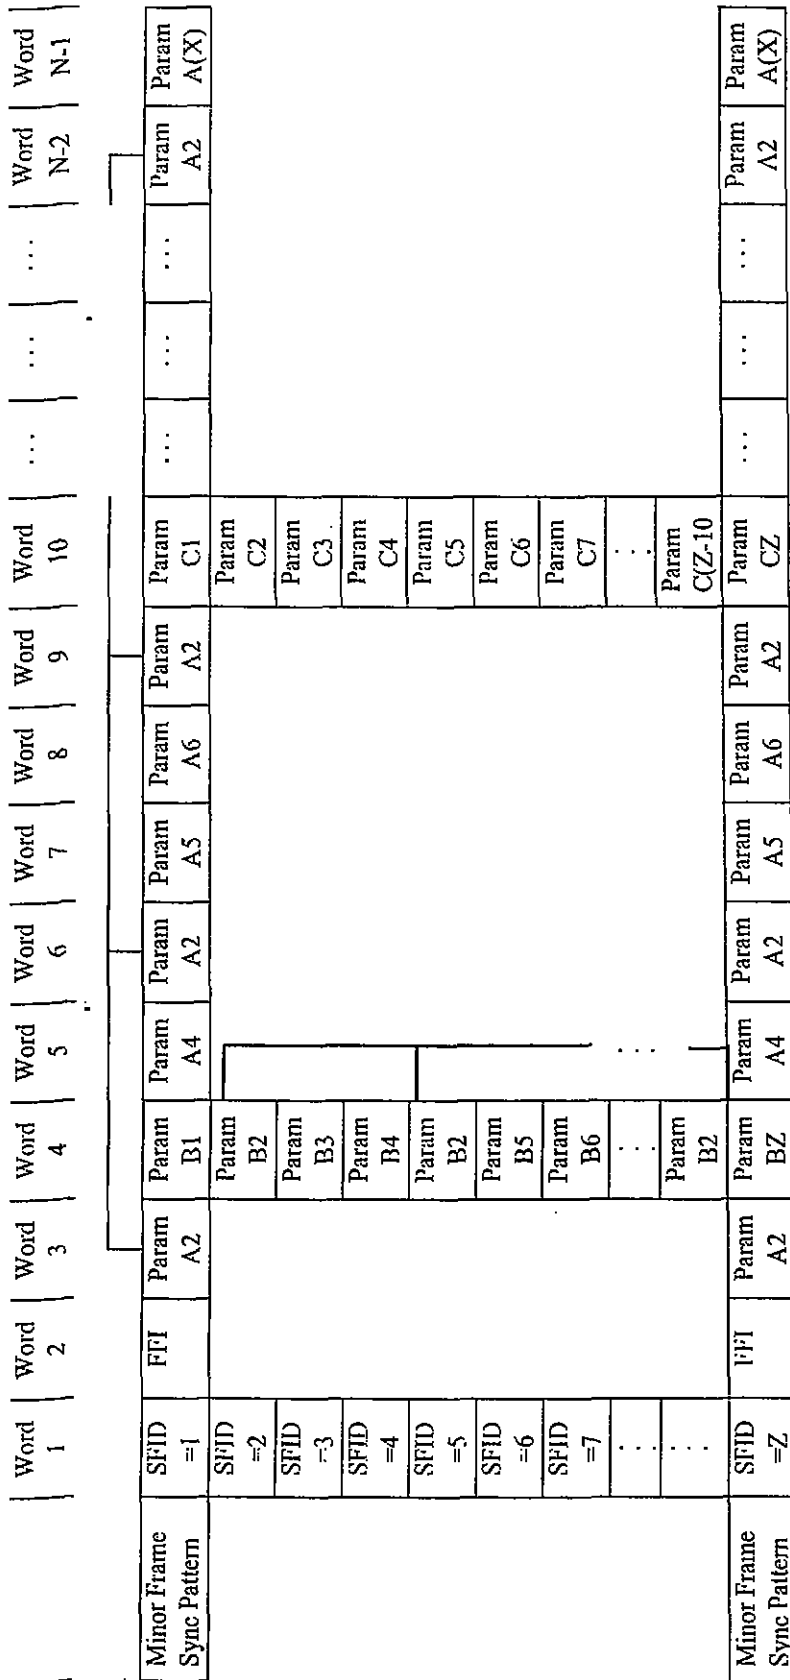 Word 1 Word 2 Word 3 Word 4 Word 5 Word 6 Word 7 Word 8 Word 9 Word 10 ... ... ... Word N-2 Word N-1
Minor Frame Sync Pattern SFID =1 FFI Param A2 Param B1 Param A4 Param A2 Param A5 Param A6 Param A2 Param C1 ... ... ... Param A2 Param A(X)
SFID =2 Param B2 Param C2
SFID =3 Param B3 Param C3
SFID =4 Param B4 Param C4
SFID =5 Param B2 Param C5
SFID =6 Param B5 Param C6
SFID =7 Param B6 Param C7
... ... ... ...
... Param B2 Param C(Z-10
Minor Frame Sync Pattern SFID =Z FFI Param A2 Param BZ Param A4 Param A2 Param A5 Param A6 Param A2 Param CZ ... ... ... Param A2 Param A(X)